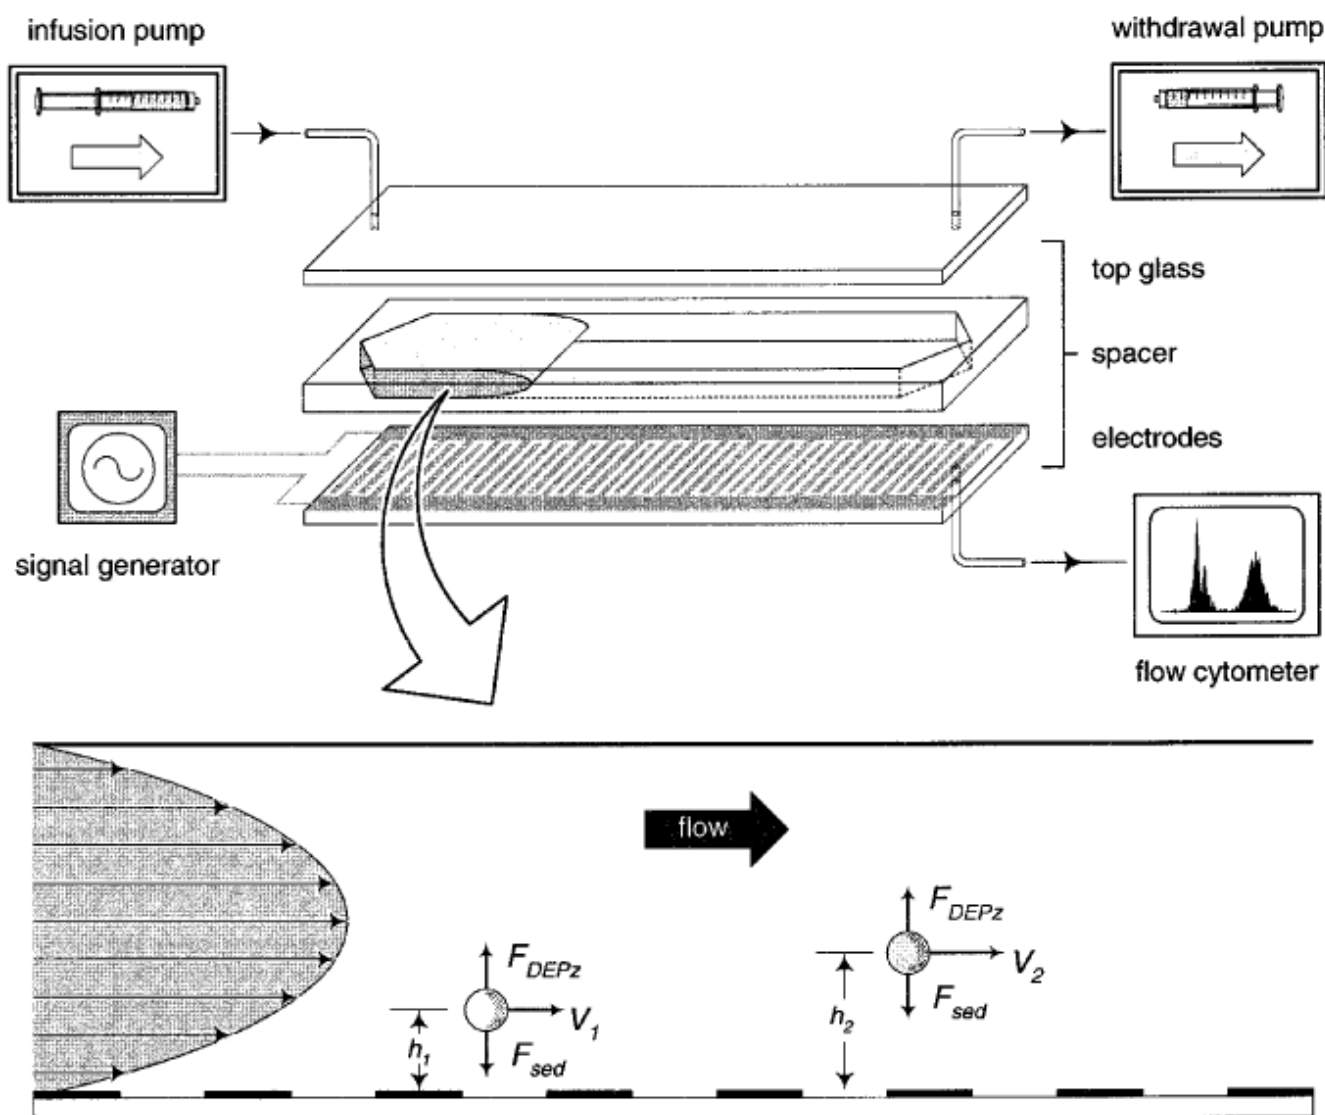 infusion pump
withdrawal pump
top glass
spacer
electrodes
signal generator
flow cytometer
flow
F_DEPz
V_1
F_sed
h_1
F_DEPz
V_2
F_sed
h_2